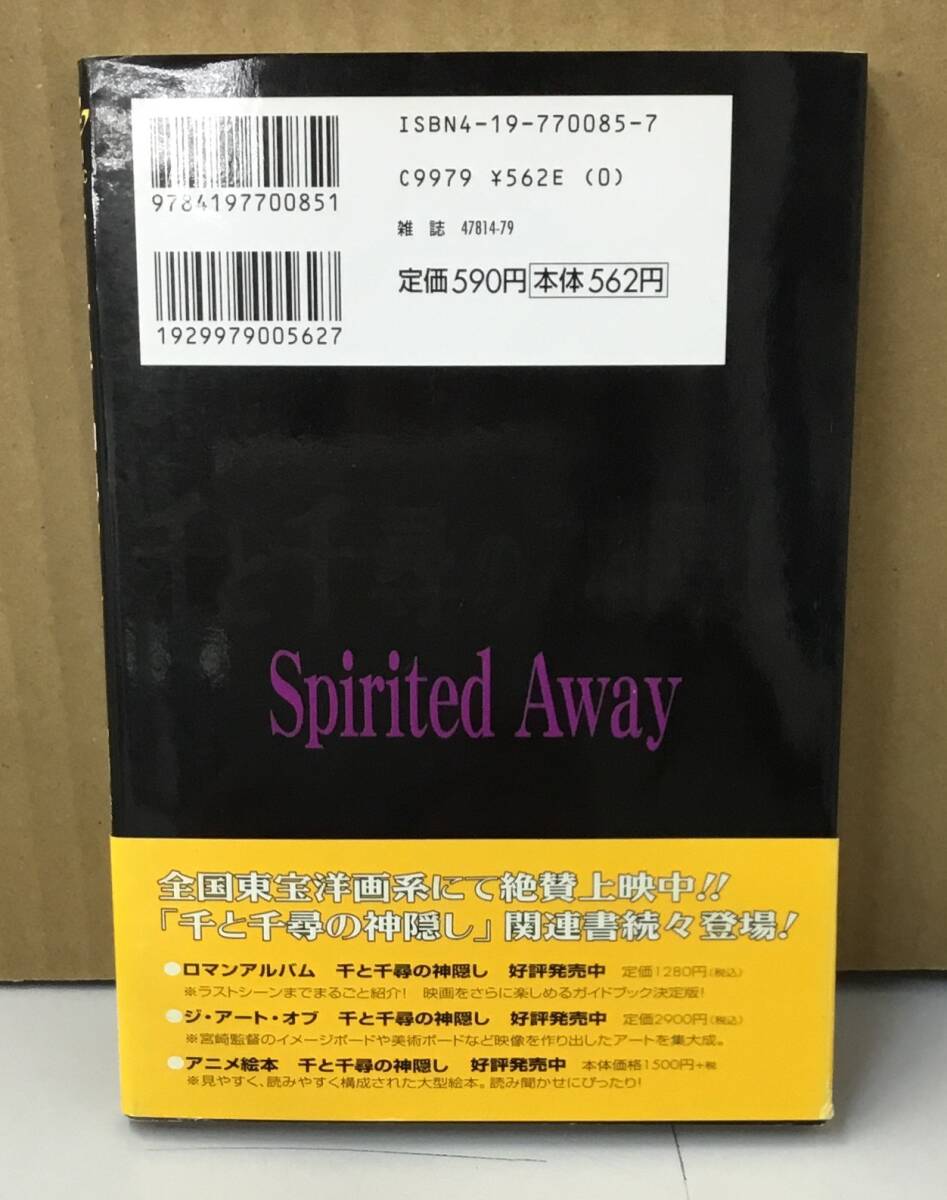 ISBN4-19-770085-7
9784197700851
C9979 ¥562E (0)
雑誌 47814-79
1929979005627
定価590円 本体562円
千と千尋の神隠し
Spirited Away
全国東宝洋画系にて絶賛上映中!!
「千と千尋の神隠し」関連書続々登場!
●ロマンアルバム 千と千尋の神隠し 好評発売中 定価1280円(税込)
※ラストシーンまでまるごと紹介! 映画をさらに楽しめるガイドブック決定版!
●ジ・アート・オブ 千と千尋の神隠し 好評発売中 定価2900円(税込)
※宮崎監督のイメージボードや美術ボードなど映像を作り出したアートを集大成。
●アニメ絵本 千と千尋の神隠し 好評発売中 本体価格1500円+税
※見やすく、読みやすく構成された大型絵本。読み聞かせにぴったり!